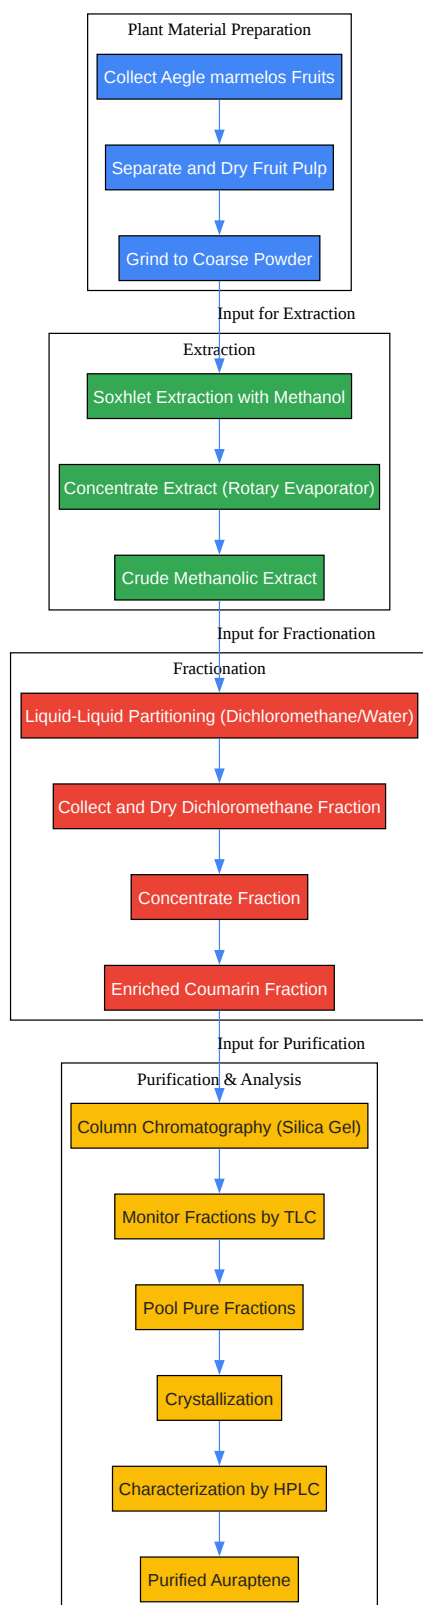 Plant Material Preparation
Collect Aegle marmelos Fruits
Separate and Dry Fruit Pulp
Grind to Coarse Powder
Input for Extraction
Extraction
Soxhlet Extraction with Methanol
Concentrate Extract (Rotary Evaporator)
Crude Methanolic Extract
Input for Fractionation
Fractionation
Liquid-Liquid Partitioning (Dichloromethane/Water)
Collect and Dry Dichloromethane Fraction
Concentrate Fraction
Enriched Coumarin Fraction
Input for Purification
Purification & Analysis
Column Chromatography (Silica Gel)
Monitor Fractions by TLC
Pool Pure Fractions
Crystallization
Characterization by HPLC
Purified Auraptene